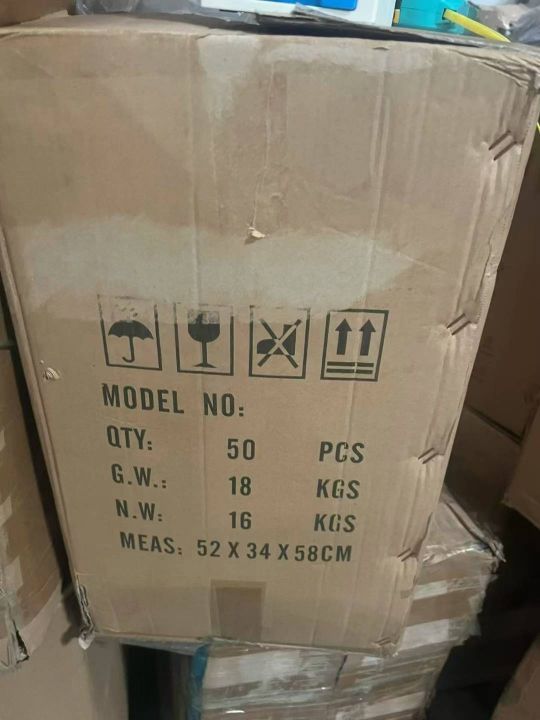 MODEL NO:
QTY: 50 PCS
G.W.: 18 KGS
N.W: 16 KGS
MEAS: 52 X 34 X 58CM